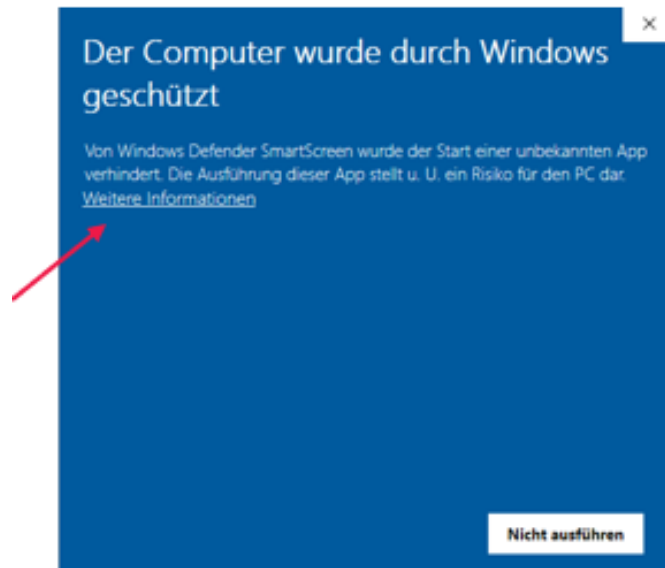 Der Computer wurde durch Windows
geschützt
Von Windows Defender SmartScreen wurde der Start einer unbekannten App
verhindert. Die Ausführung dieser App stellt u. U. ein Risiko für den PC dar.
Weitere Informationen
Nicht ausführen